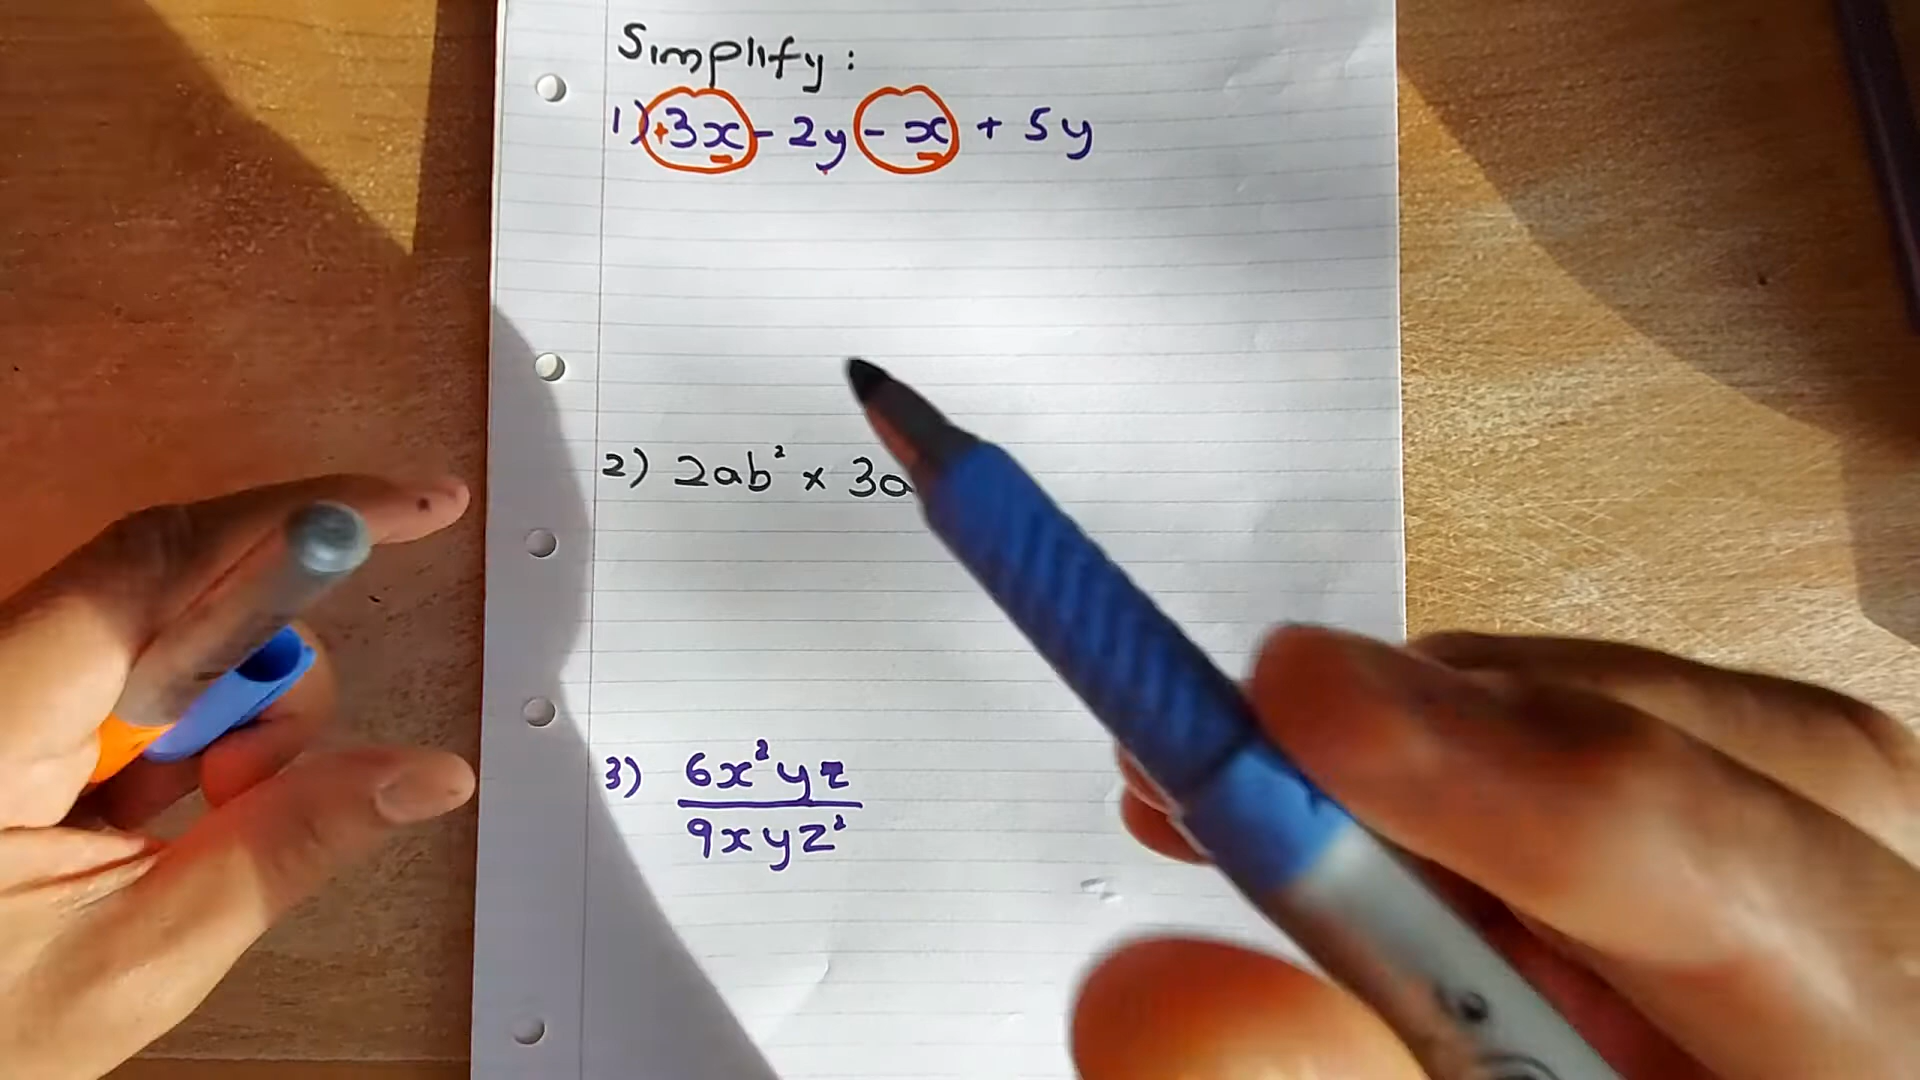 Simplify:
1) +3x - 2y - x + 5y
2) 2ab² × 3a
3) 6x²yz
9xyz²